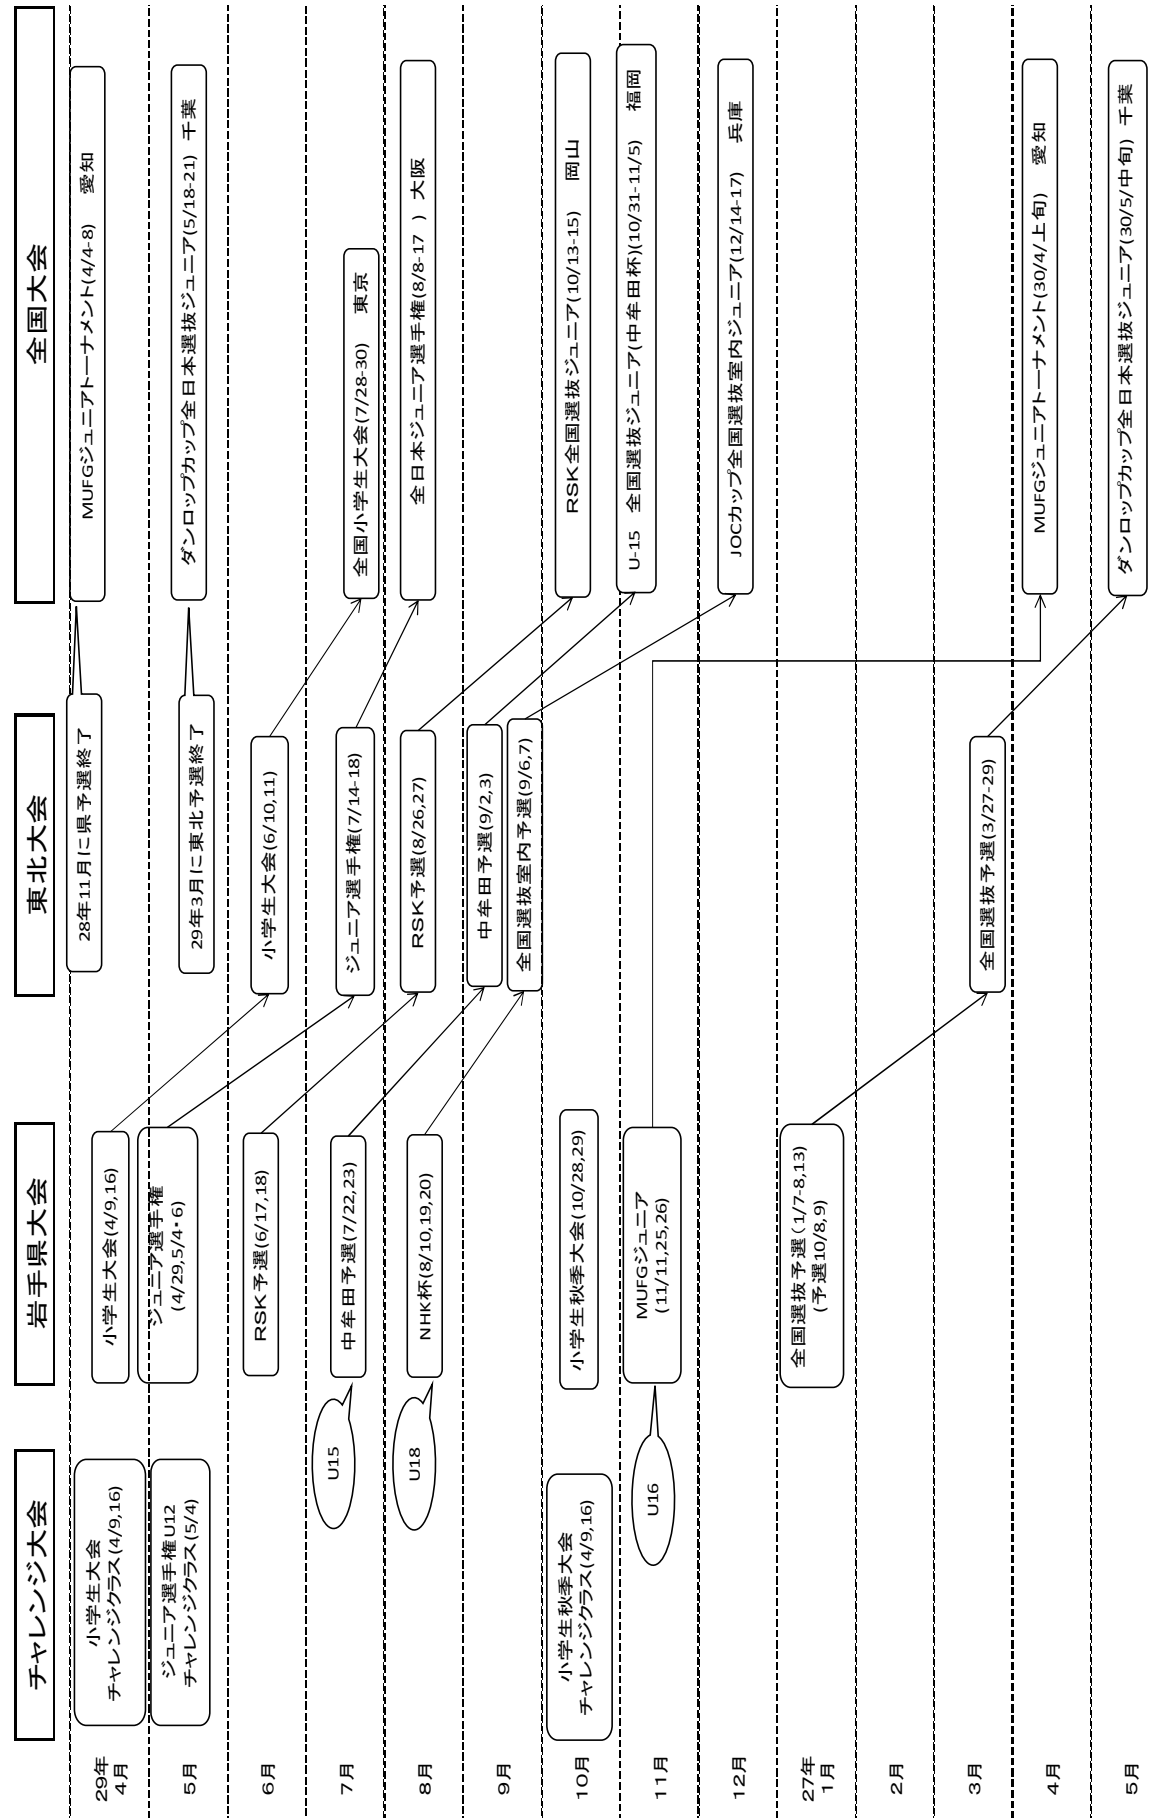 チャレンジ大会
岩手県大会
東北大会
全国大会
29年
4月
小学生大会
チャレンジクラス(4/9,16)
小学生大会(4/9,16)
28年11月に県予選終了
MUFGジュニアトーナメント(4/4-8) 愛知
5月
ジュニア選手権U12
チャレンジクラス(5/4)
ジュニア選手権
(4/29,5/4・6)
29年3月に東北予選終了
ダンロップカップ全日本選抜ジュニア(5/18-21) 千葉
6月
RSK予選(6/17,18)
小学生大会(6/10,11)
7月
U15
中牟田予選(7/22,23)
ジュニア選手権(7/14-18)
全国小学生大会(7/28-30) 東京
8月
U18
NHK杯(8/10,19,20)
RSK予選(8/26,27)
全日本ジュニア選手権(8/8-17 ) 大阪
9月
中牟田予選(9/2,3)
全国選抜室内予選(9/6,7)
10月
小学生秋季大会
チャレンジクラス(4/9,16)
小学生秋季大会(10/28,29)
RSK全国選抜ジュニア(10/13-15) 岡山
11月
U16
MUFGジュニア
(11/11,25,26)
U-15 全国選抜ジュニア(中牟田杯)(10/31-11/5) 福岡
12月
JOCカップ全国選抜室内ジュニア(12/14-17) 兵庫
27年
1月
全国選抜予選(1/7-8,13)
(予選10/8,9)
2月
3月
全国選抜予選(3/27-29)
4月
MUFGジュニアトーナメント(30/4/上旬) 愛知
5月
ダンロップカップ全日本選抜ジュニア(30/5/中旬) 千葉